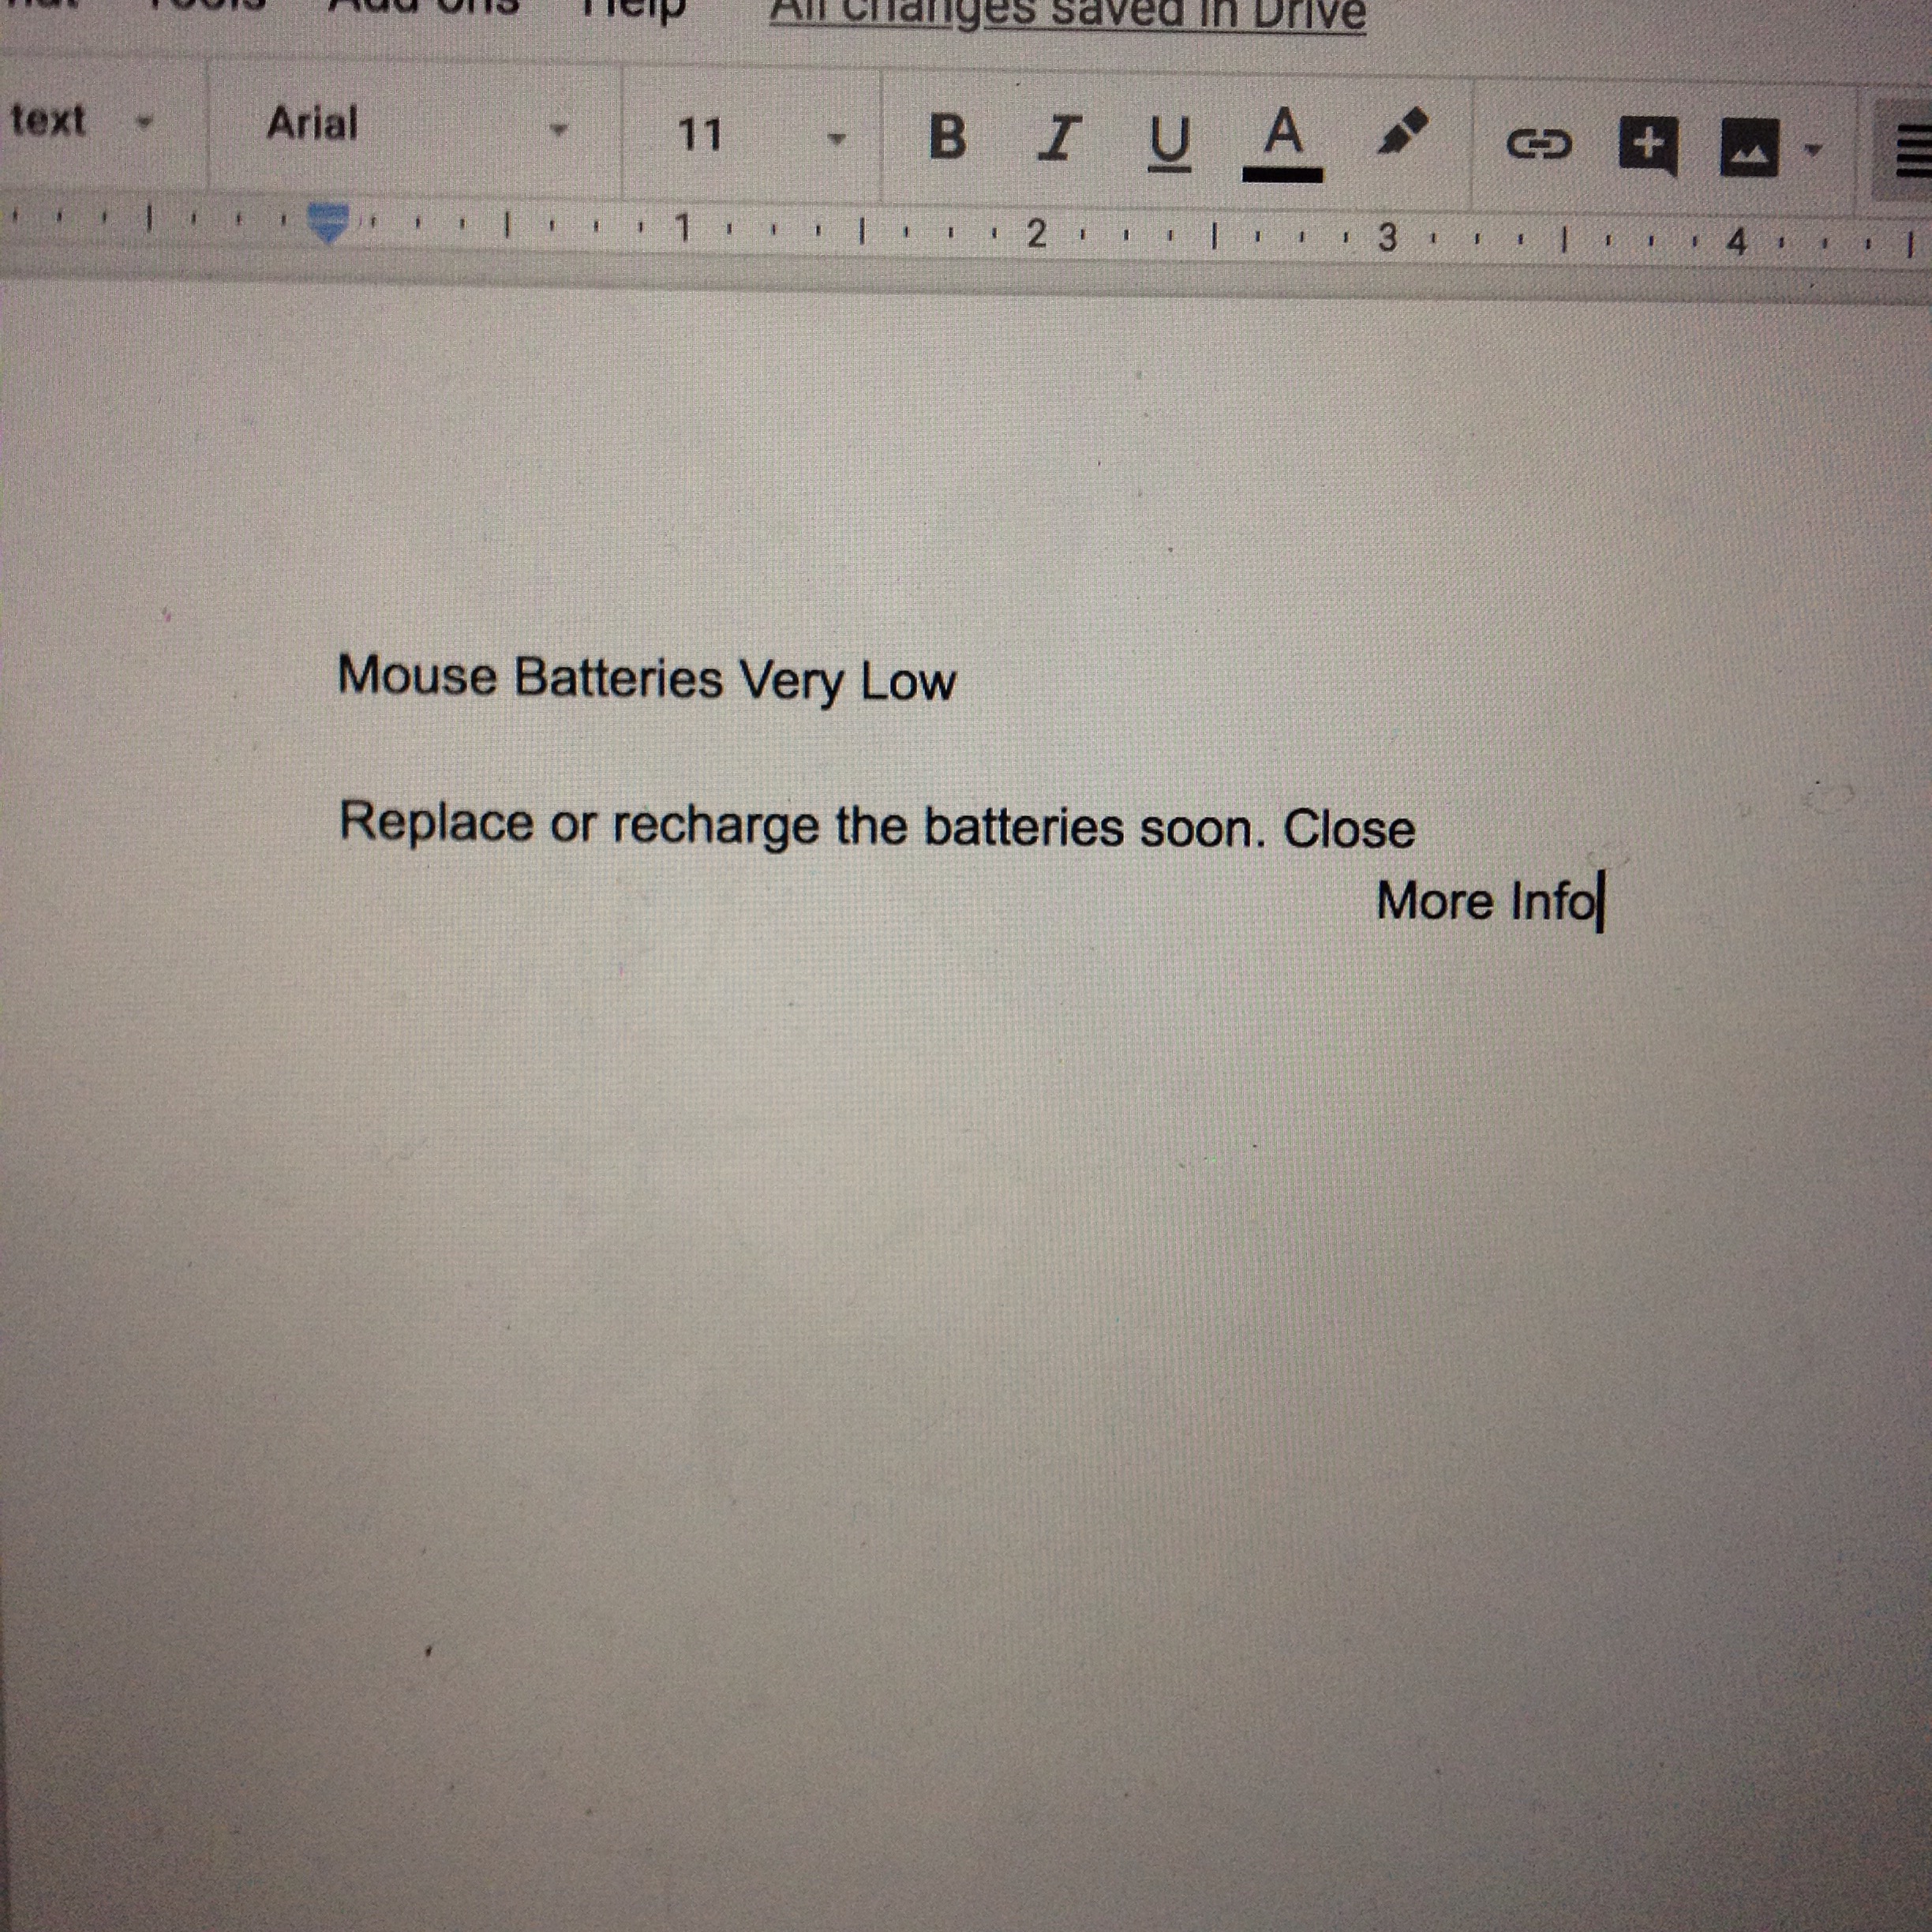 Tools Add-ons Help All changes saved in Drive
text Arial 11 B I U A
1 2 3 4
Mouse Batteries Very Low
Replace or recharge the batteries soon. Close
More Info